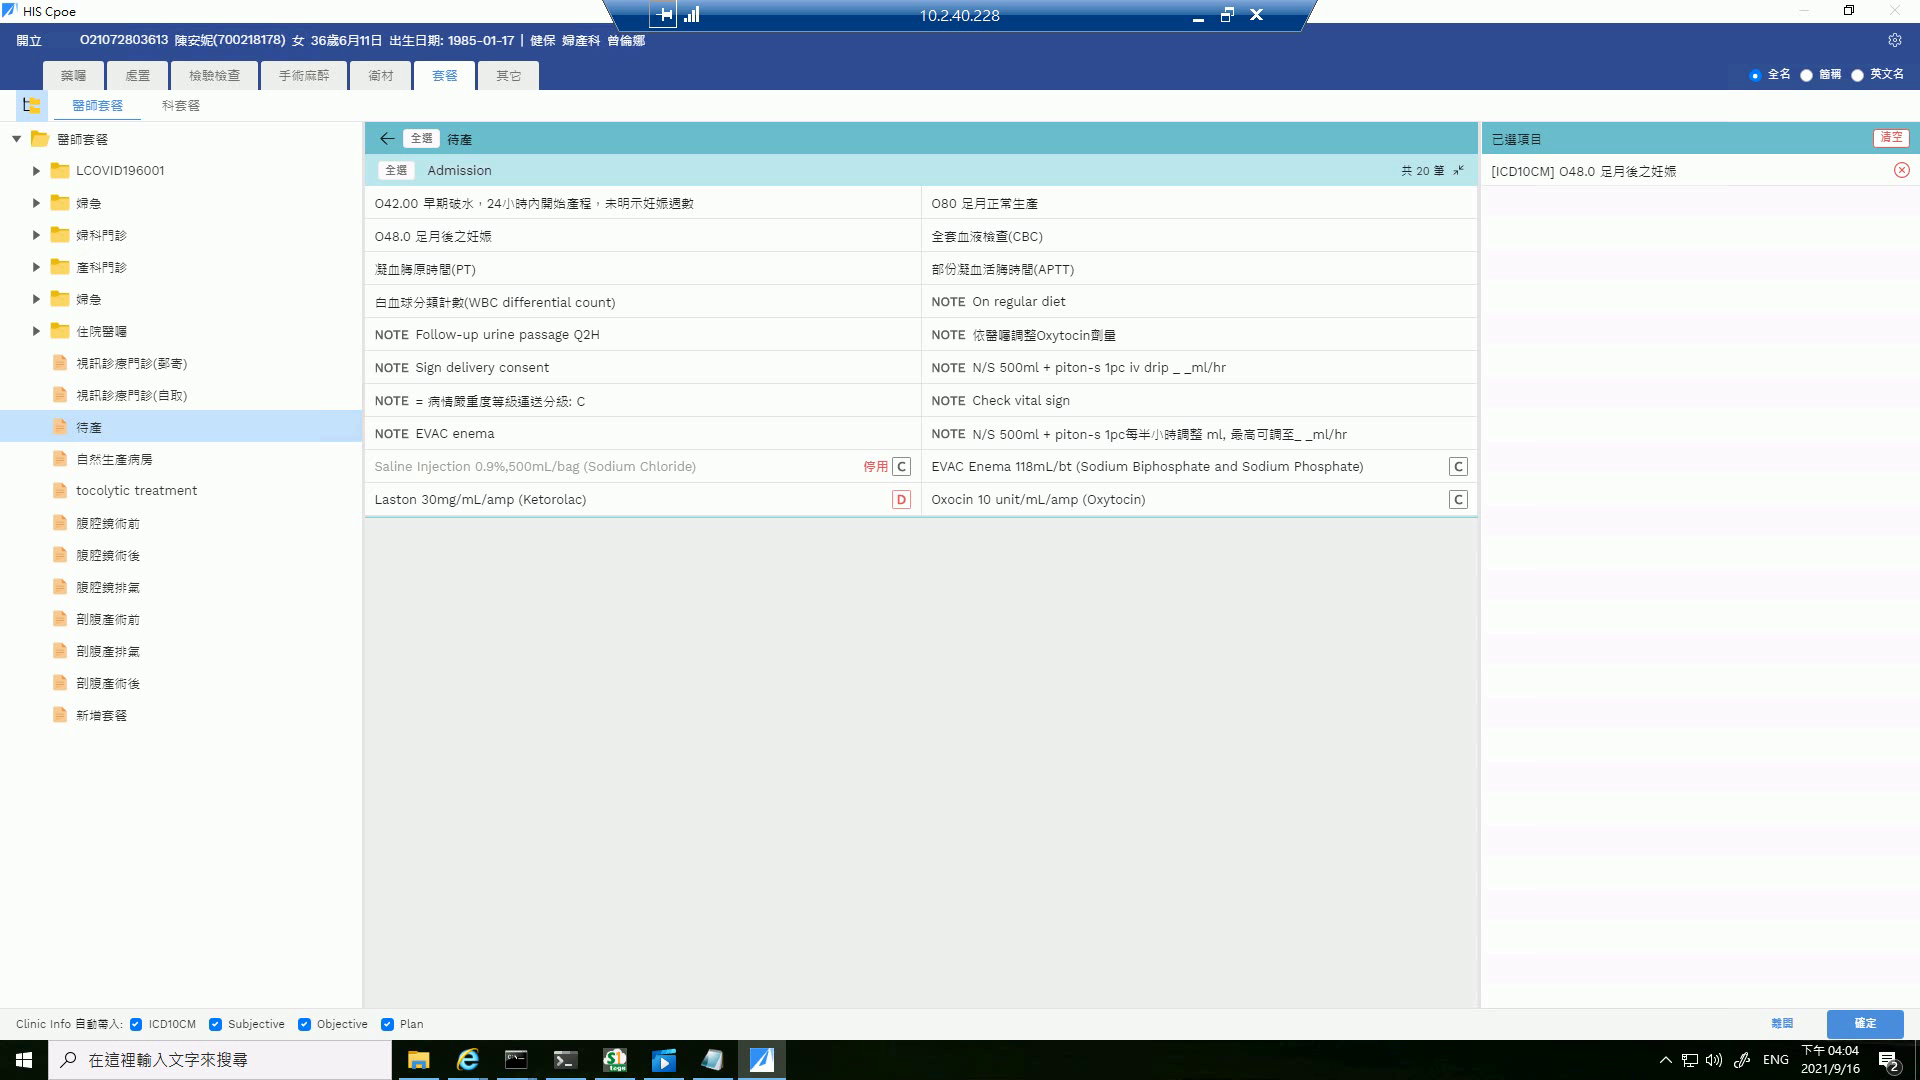 HIS Cpoe
10.2.40.228
開立 O21072803613 陳安妮(700218178) 女 36歲6月11日 出生日期: 1985-01-17 | 健保 婦產科 曾倫娜
藥囑 處置 檢驗檢查 手術麻醉 衛材 套餐 其它 全名 簡稱 英文名
醫師套餐 科套餐
醫師套餐
LCOVID196001
婦急
婦科門診
產科門診
婦急
住院醫囑
視訊診療門診(郵寄)
視訊診療門診(自取)
待產
自然生產病房
tocolytic treatment
腹腔鏡術前
腹腔鏡術後
腹腔鏡排氣
剖腹產術前
剖腹產排氣
剖腹產術後
新增套餐
全選 待產
全選 Admission 共 20 筆
O42.00 早期破水，24小時內開始產程，未明示妊娠週數 O80 足月正常生產
O48.0 足月後之妊娠 全套血液檢查(CBC)
凝血酶原時間(PT) 部份凝血活酶時間(APTT)
白血球分類計數(WBC differential count) NOTE On regular diet
NOTE Follow-up urine passage Q2H NOTE 依醫囑調整Oxytocin劑量
NOTE Sign delivery consent NOTE N/S 500ml + piton-s 1pc iv drip _ _ml/hr
NOTE = 病情嚴重度等級運送分級: C NOTE Check vital sign
NOTE EVAC enema NOTE N/S 500ml + piton-s 1pc每半小時調整 ml, 最高可調至_ _ml/hr
Saline Injection 0.9%,500mL/bag (Sodium Chloride) 停用 C EVAC Enema 118mL/bt (Sodium Biphosphate and Sodium Phosphate) C
Laston 30mg/mL/amp (Ketorolac) D Oxocin 10 unit/mL/amp (Oxytocin) C
已選項目 清空
[ICD10CM] O48.0 足月後之妊娠
Clinic Info 自動帶入: ICD10CM Subjective Objective Plan 離開 確定
在這裡輸入文字來搜尋 ENG 下午 04:04
2021/9/16 2